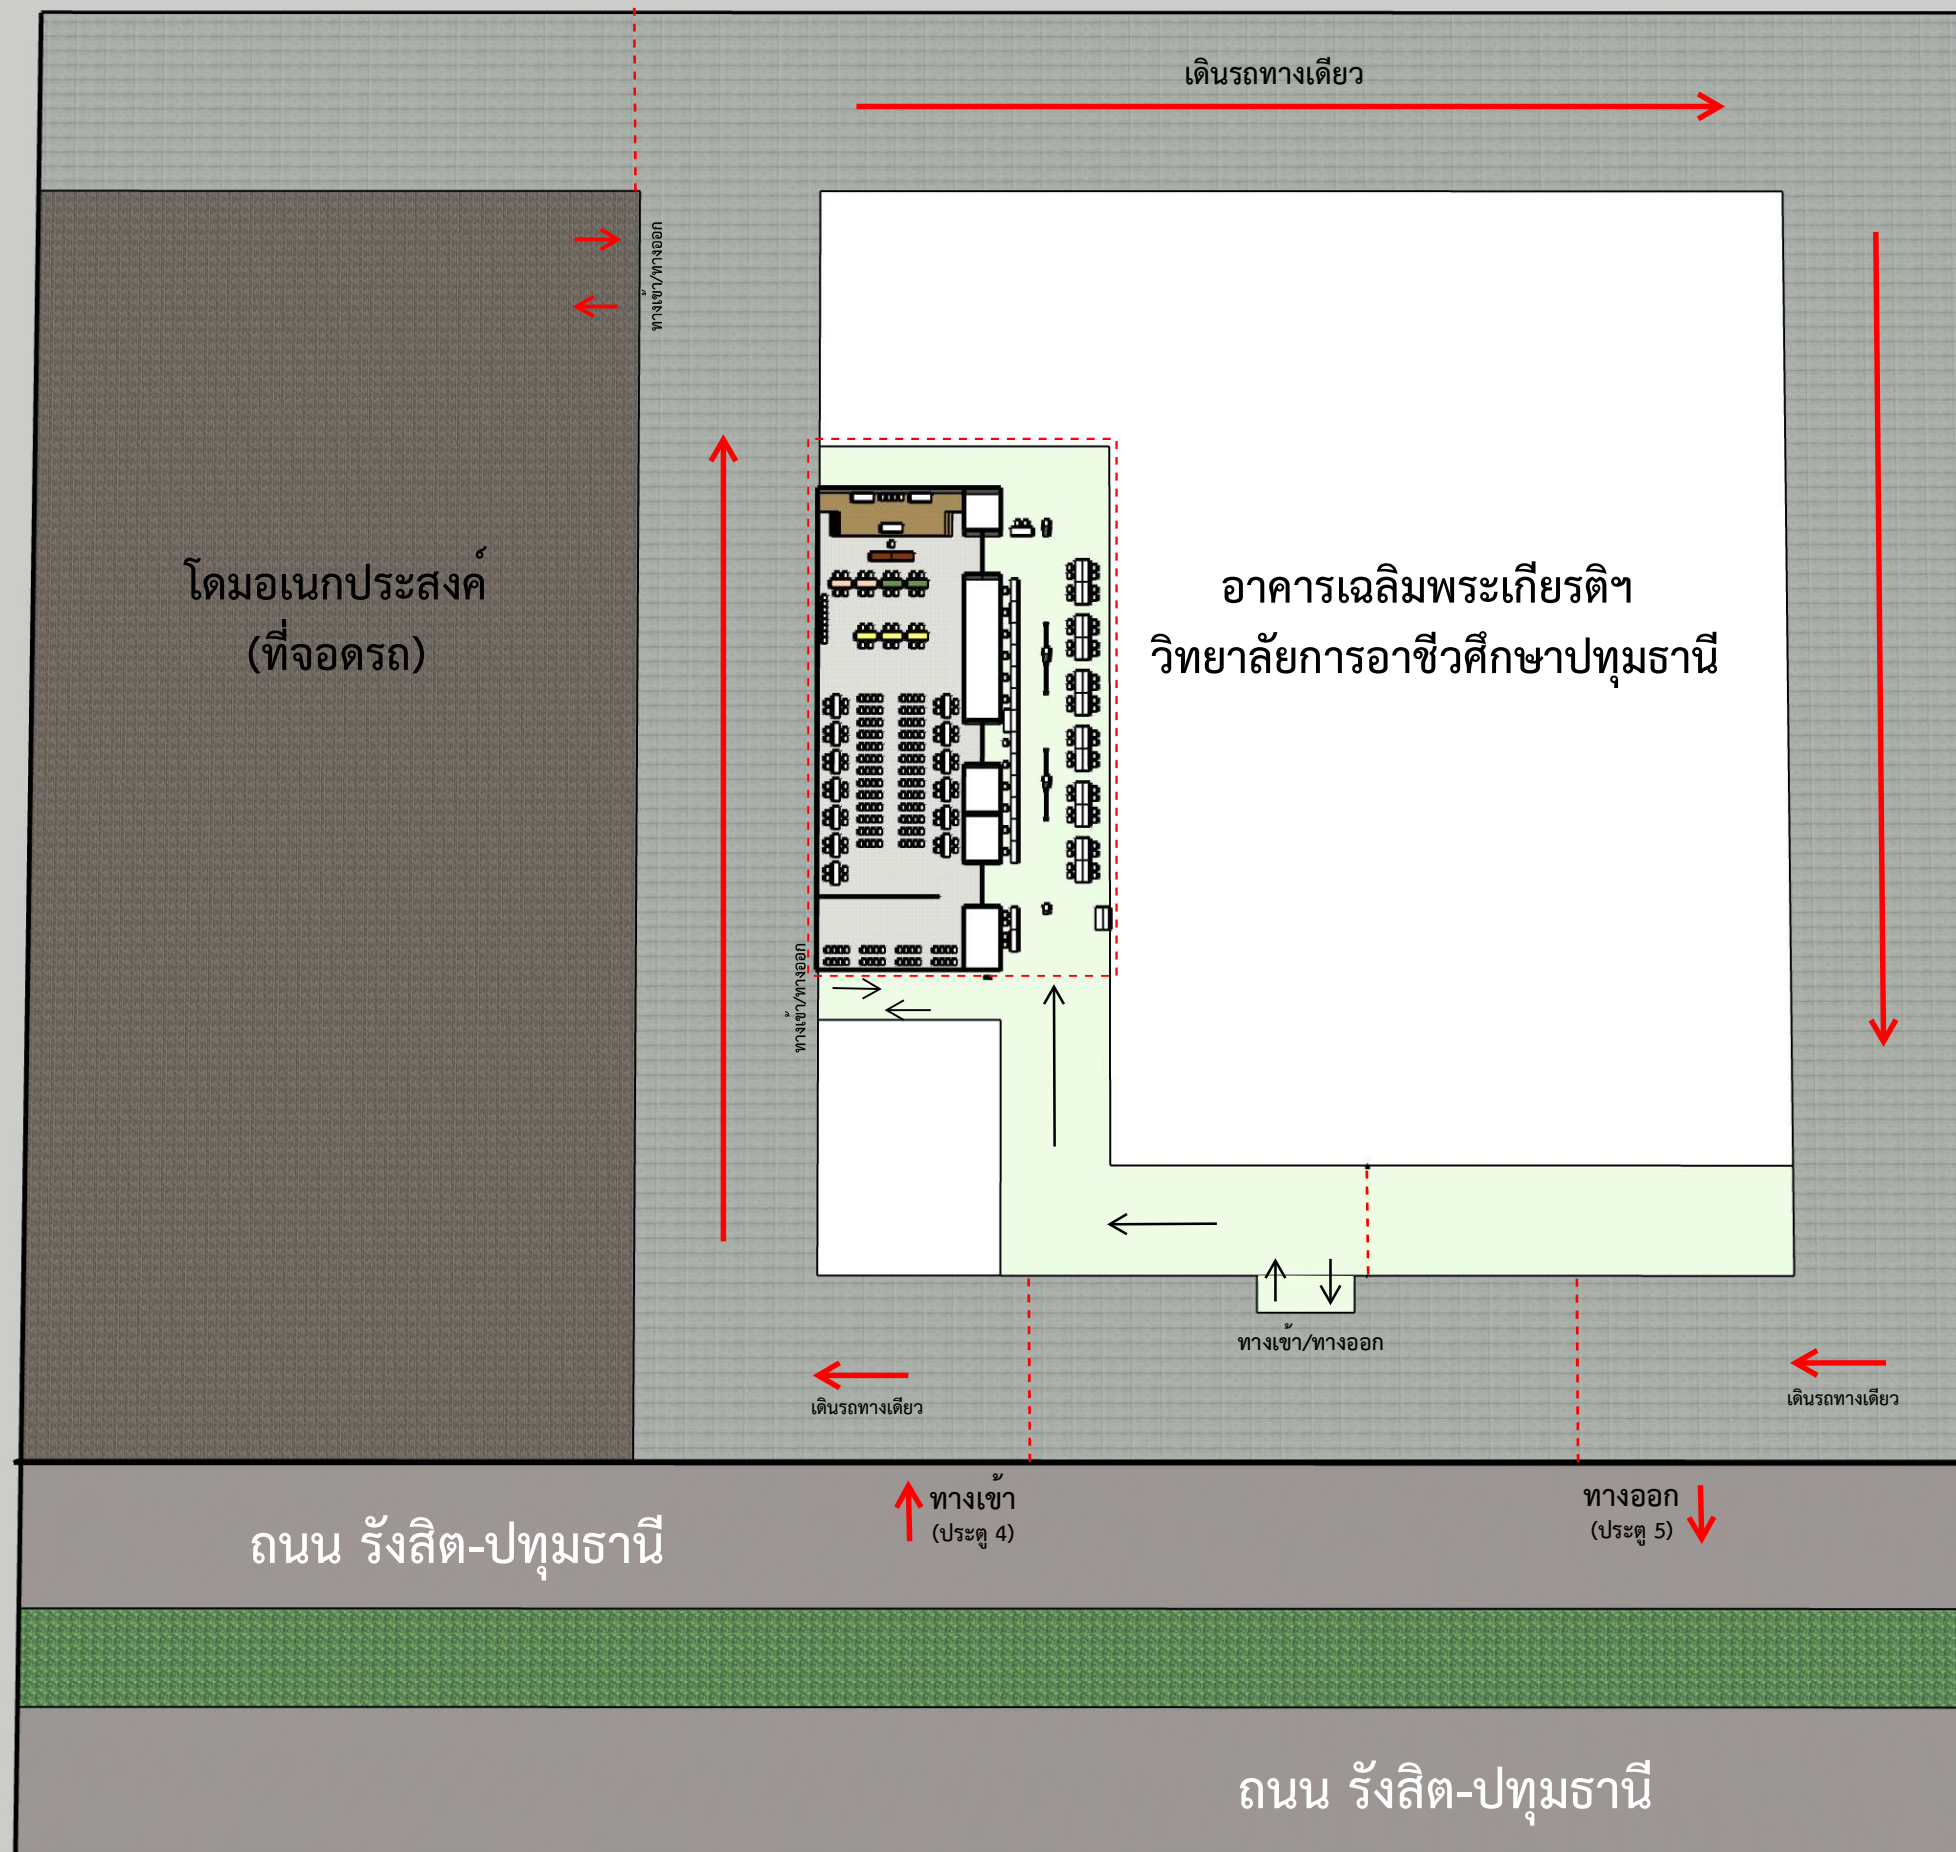 เดินรถทางเดียว
ทางเข้า/ทางออก
โดมอเนกประสงค์
(ที่จอดรถ)
อาคารเฉลิมพระเกียรติฯ
วิทยาลัยการอาชีวศึกษาปทุมธานี
ทางเข้า/ทางออก
ทางเข้า/ทางออก
เดินรถทางเดียว
เดินรถทางเดียว
ทางเข้า
(ประตู 4)
ทางออก
(ประตู 5)
ถนน รังสิต-ปทุมธานี
ถนน รังสิต-ปทุมธานี